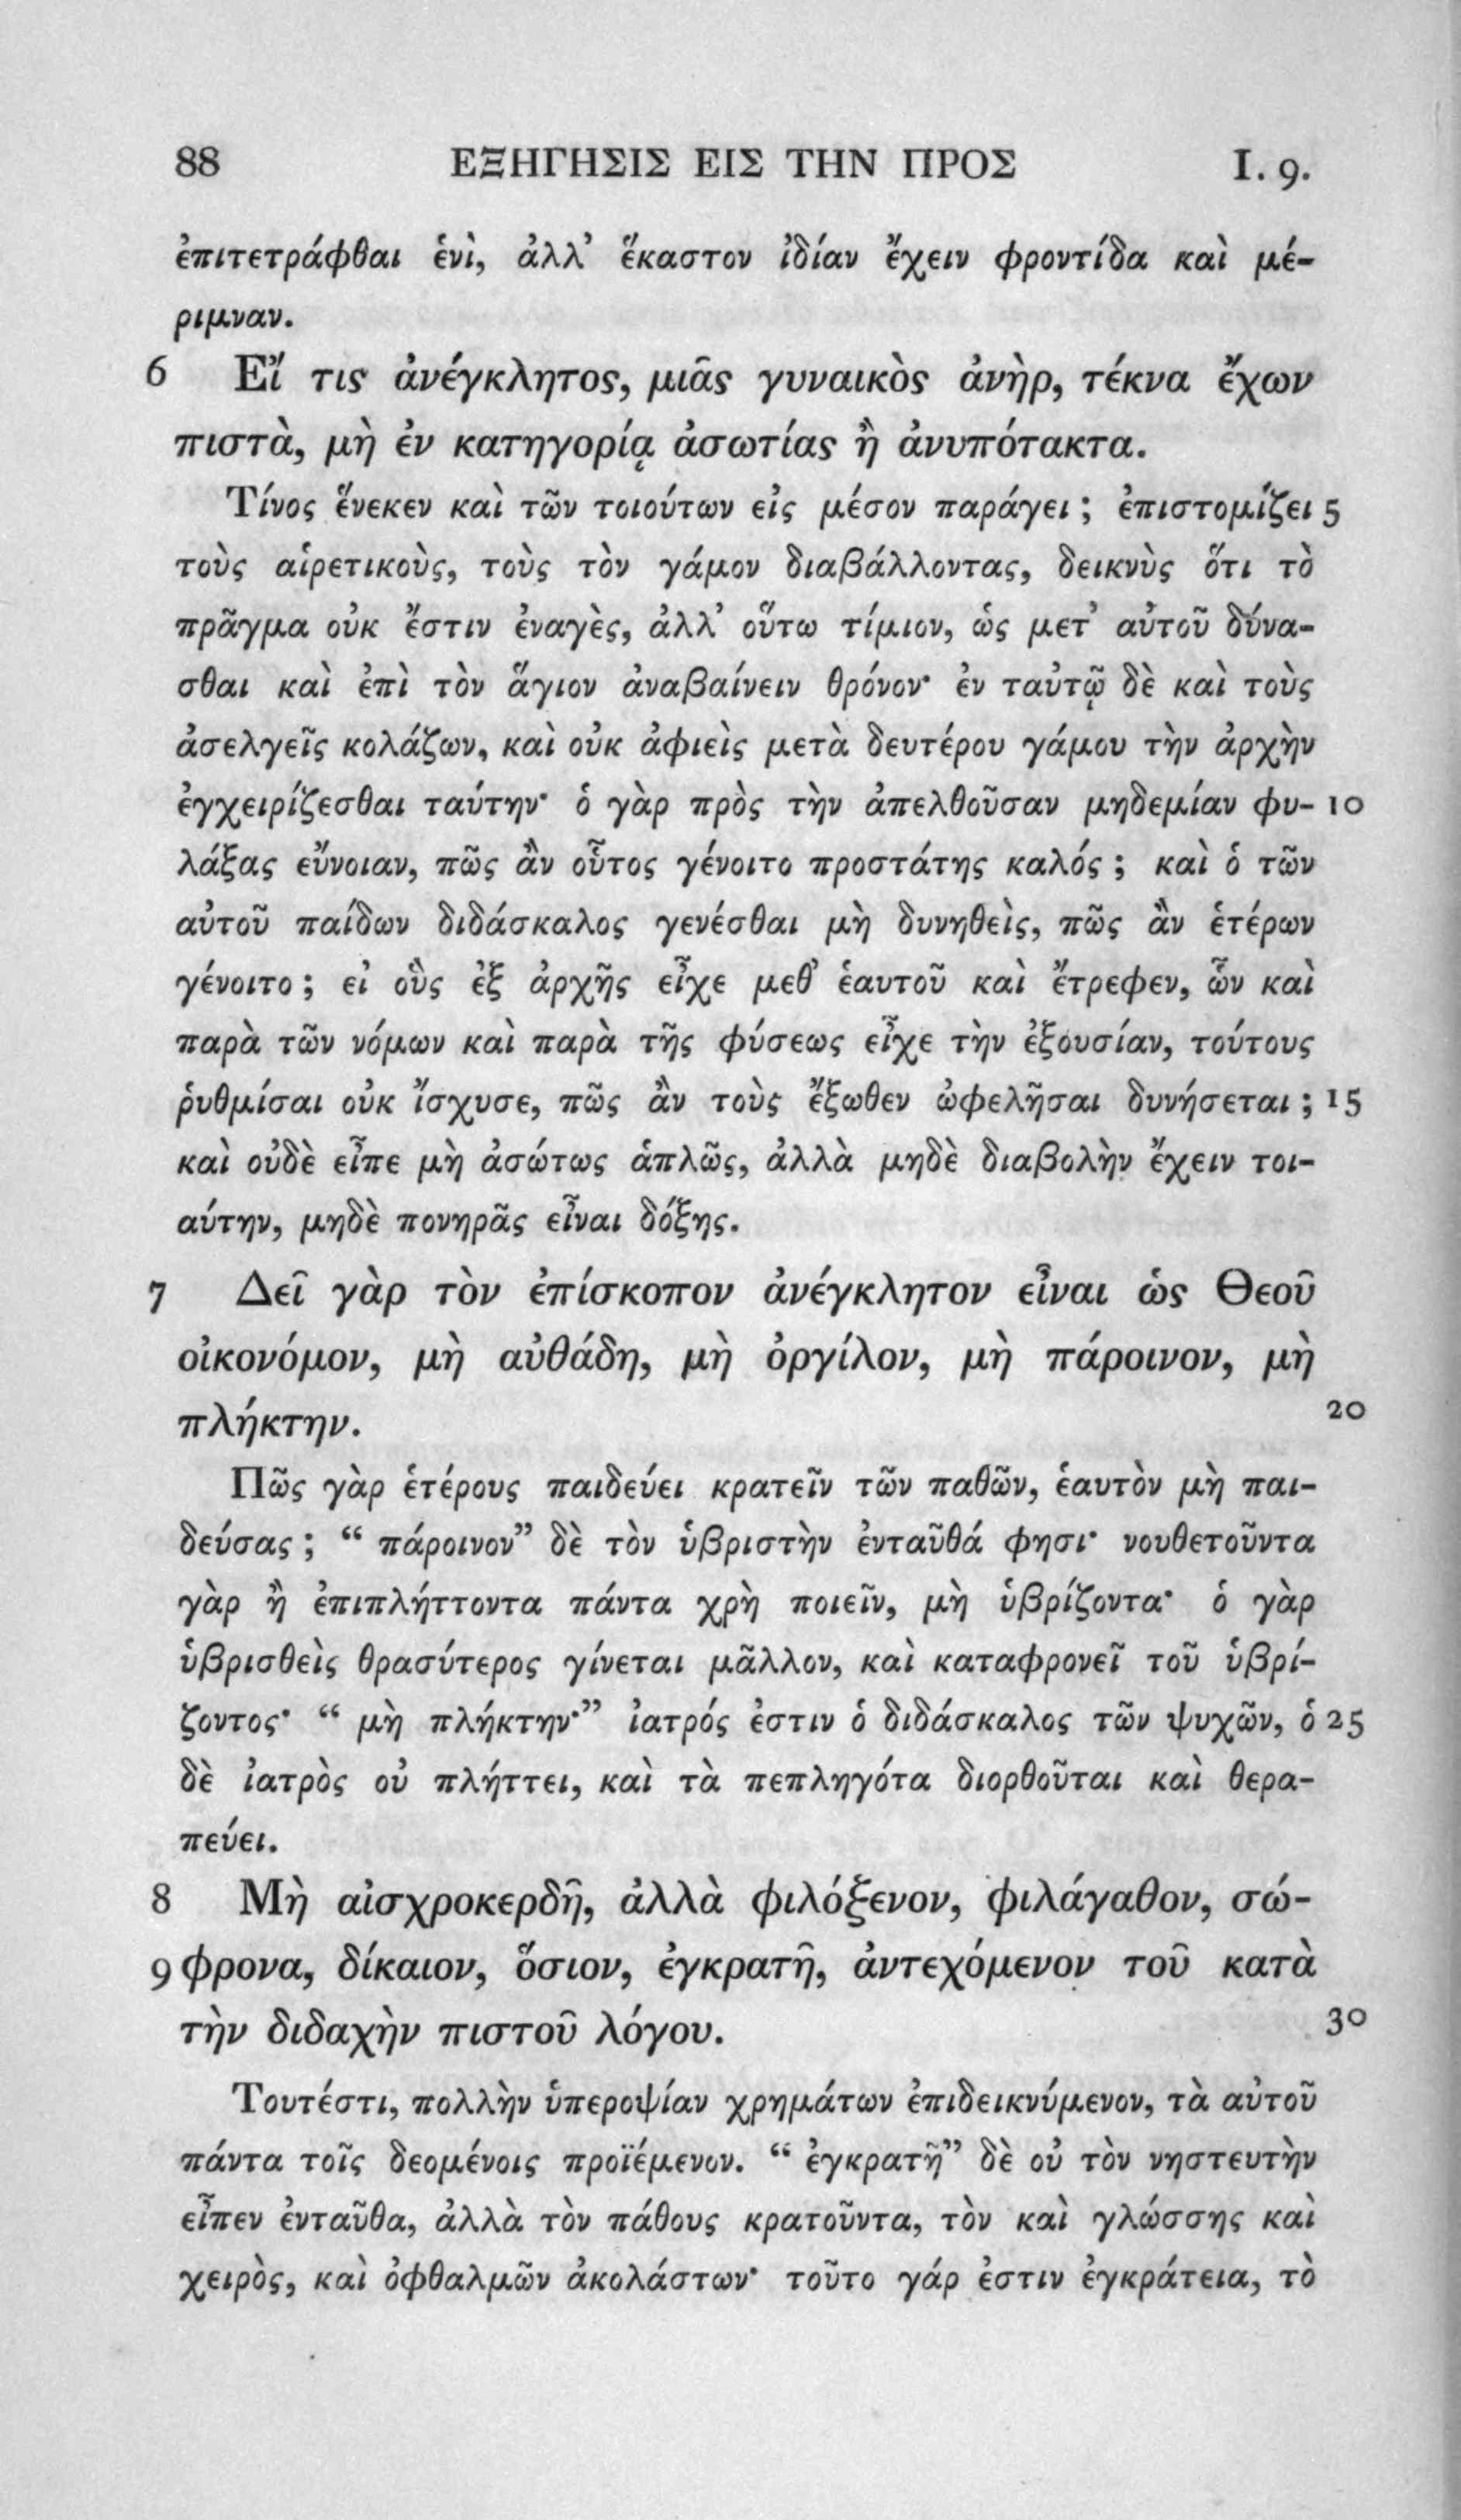 88 ΕΞΗΓΗΣΙΣ ΕΙΣ ΤΗΝ ΠΡΟΣ I. 9.
ἐπιτετράφθαι ἑνὶ, ἀλλ᾽ ἕκαστον ἰδίαν ἔχειν φροντίδα καὶ μέ-
ριμναν.
6 Εἴ τις ἀνέγκλητος, μιᾶς γυναικὸς ἀνὴρ, τέκνα ἔχων
πιστὰ, μὴ ἐν κατηγορίᾳ ἀσωτίας ἢ ἀνυπότακτα.
Τίνος ἕνεκεν καὶ τῶν τοιούτων εἰς μέσον παράγει ; ἐπιστομίζει 5
τοὺς αἱρετικοὺς, τοὺς τὸν γάμον διαβάλλοντας, δεικνὺς ὅτι τὸ
πρᾶγμα οὐκ ἔστιν ἐναγὲς, ἀλλ᾽ οὕτω τίμιον, ὡς μετ᾽ αὐτοῦ δύνα-
σθαι καὶ ἐπὶ τὸν ἅγιον ἀναβαίνειν θρόνον· ἐν ταὐτῷ δὲ καὶ τοὺς
ἀσελγεῖς κολάζων, καὶ οὐκ ἀφιεὶς μετὰ δευτέρου γάμου τὴν ἀρχὴν
ἐγχειρίζεσθαι ταύτην· ὁ γὰρ πρὸς τὴν ἀπελθοῦσαν μηδεμίαν φυ- 10
λάξας εὔνοιαν, πῶς ἂν οὗτος γένοιτο προστάτης καλός ; καὶ ὁ τῶν
αὐτοῦ παίδων διδάσκαλος γενέσθαι μὴ δυνηθεὶς, πῶς ἂν ἑτέρων
γένοιτο ; εἰ οὓς ἐξ ἀρχῆς εἶχε μεθ᾽ ἑαυτοῦ καὶ ἔτρεφεν, ὧν καὶ
παρὰ τῶν νόμων καὶ παρὰ τῆς φύσεως εἶχε τὴν ἐξουσίαν, τούτους
ῥυθμίσαι οὐκ ἴσχυσε, πῶς ἂν τοὺς ἔξωθεν ὠφελῆσαι δυνήσεται ; 15
καὶ οὐδὲ εἶπε μὴ ἀσώτως ἁπλῶς, ἀλλὰ μηδὲ διαβολὴν ἔχειν τοι-
αύτην, μηδὲ πονηρᾶς εἶναι δόξης.
7 Δεῖ γὰρ τὸν ἐπίσκοπον ἀνέγκλητον εἶναι ὡς Θεοῦ
οἰκονόμον, μὴ αὐθάδη, μὴ ὀργίλον, μὴ πάροινον, μὴ
πλήκτην. 20
Πῶς γὰρ ἑτέρους παιδεύει κρατεῖν τῶν παθῶν, ἑαυτὸν μὴ παι-
δεύσας ; “ πάροινον” δὲ τὸν ὑβριστὴν ἐνταῦθά φησι· νουθετοῦντα
γὰρ ἢ ἐπιπλήττοντα πάντα χρὴ ποιεῖν, μὴ ὑβρίζοντα· ὁ γὰρ
ὑβρισθεὶς θρασύτερος γίνεται μᾶλλον, καὶ καταφρονεῖ τοῦ ὑβρί-
ζοντος· “ μὴ πλήκτην·” ἰατρός ἐστιν ὁ διδάσκαλος τῶν ψυχῶν, ὁ 25
δὲ ἰατρὸς οὐ πλήττει, καὶ τὰ πεπληγότα διορθοῦται καὶ θερα-
πεύει.
8 Μὴ αἰσχροκερδῆ, ἀλλὰ φιλόξενον, φιλάγαθον, σώ-
9 φρονα, δίκαιον, ὅσιον, ἐγκρατῆ, ἀντεχόμενον τοῦ κατὰ
τὴν διδαχὴν πιστοῦ λόγου. 30
Τουτέστι, πολλὴν ὑπεροψίαν χρημάτων ἐπιδεικνύμενον, τὰ αὐτοῦ
πάντα τοῖς δεομένοις προϊέμενον. “ ἐγκρατῆ” δὲ οὐ τὸν νηστευτὴν
εἶπεν ἐνταῦθα, ἀλλὰ τὸν πάθους κρατοῦντα, τὸν καὶ γλώσσης καὶ
χειρὸς, καὶ ὀφθαλμῶν ἀκολάστων· τοῦτο γάρ ἐστιν ἐγκράτεια, τὸ